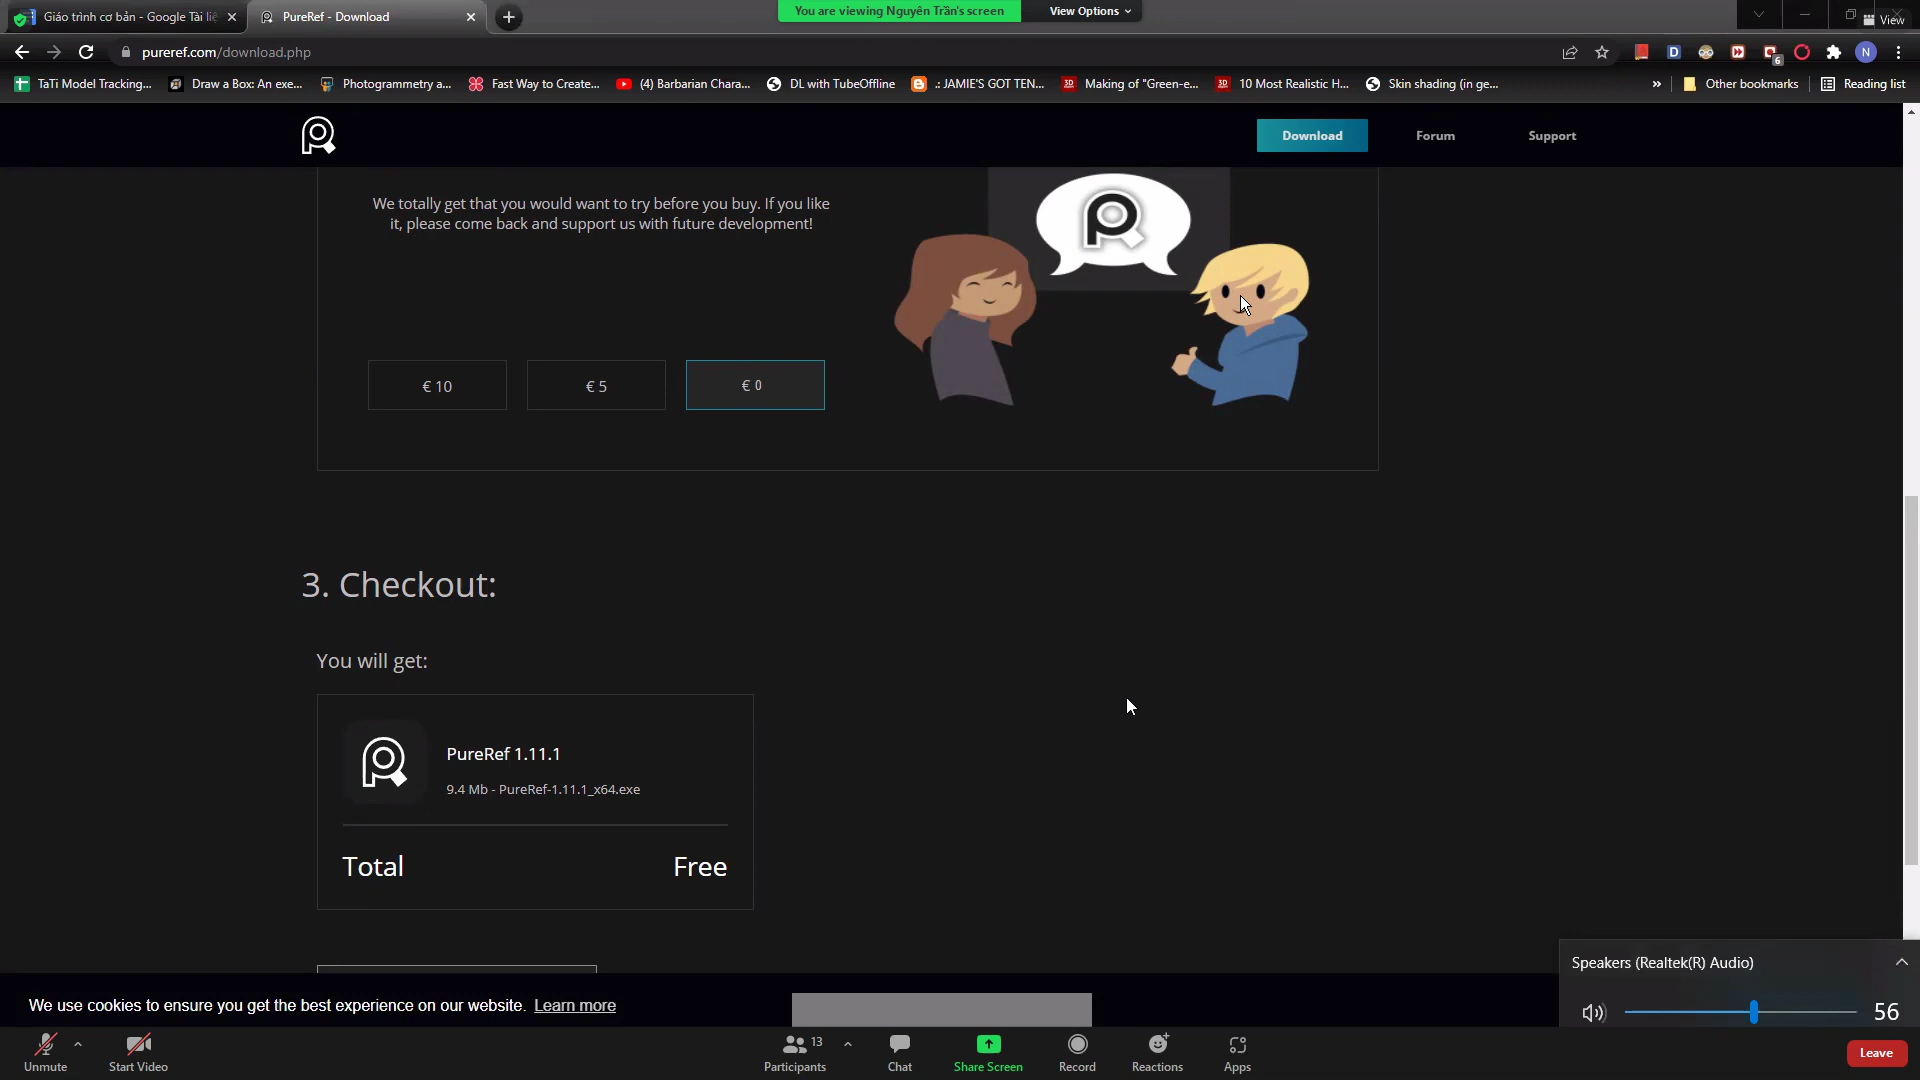 Giáo trình cơ bản - Google Tài liệ
PureRef - Download
You are viewing Nguyên Trần's screen
View Options
View
pureref.com/download.php
6
N
TaTi Model Tracking...
Draw a Box: An exe...
Photogrammetry a...
Fast Way to Create...
(4) Barbarian Chara...
DL with TubeOffline
.: JAMIE'S GOT TEN...
Making of "Green-e...
10 Most Realistic H...
Skin shading (in ge...
»
Other bookmarks
Reading list
Download
Forum
Support
We totally get that you would want to try before you buy. If you like
it, please come back and support us with future development!
€ 10
€ 5
€ 0
3. Checkout:
You will get:
PureRef 1.11.1
9.4 Mb - PureRef-1.11.1_x64.exe
Total
Free
Speakers (Realtek(R) Audio)
56
We use cookies to ensure you get the best experience on our website. Learn more
Unmute
Start Video
13
Participants
Chat
Share Screen
Record
Reactions
Apps
Leave